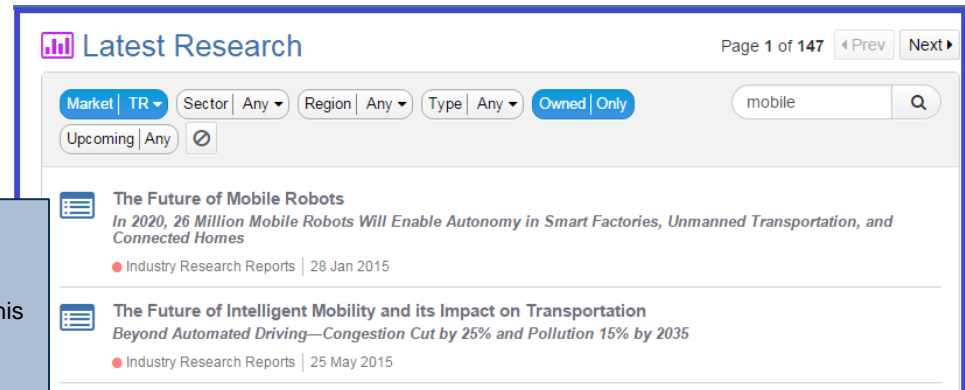 Latest Research
Page 1 of 147 Prev Next
Market TR Sector Any Region Any Type Any Owned Only
mobile
Upcoming Any
The Future of Mobile Robots
In 2020, 26 Million Mobile Robots Will Enable Autonomy in Smart Factories, Unmanned Transportation, and
Connected Homes
Industry Research Reports | 28 Jan 2015
The Future of Intelligent Mobility and its Impact on Transportation
Beyond Automated Driving—Congestion Cut by 25% and Pollution 15% by 2035
Industry Research Reports | 25 May 2015